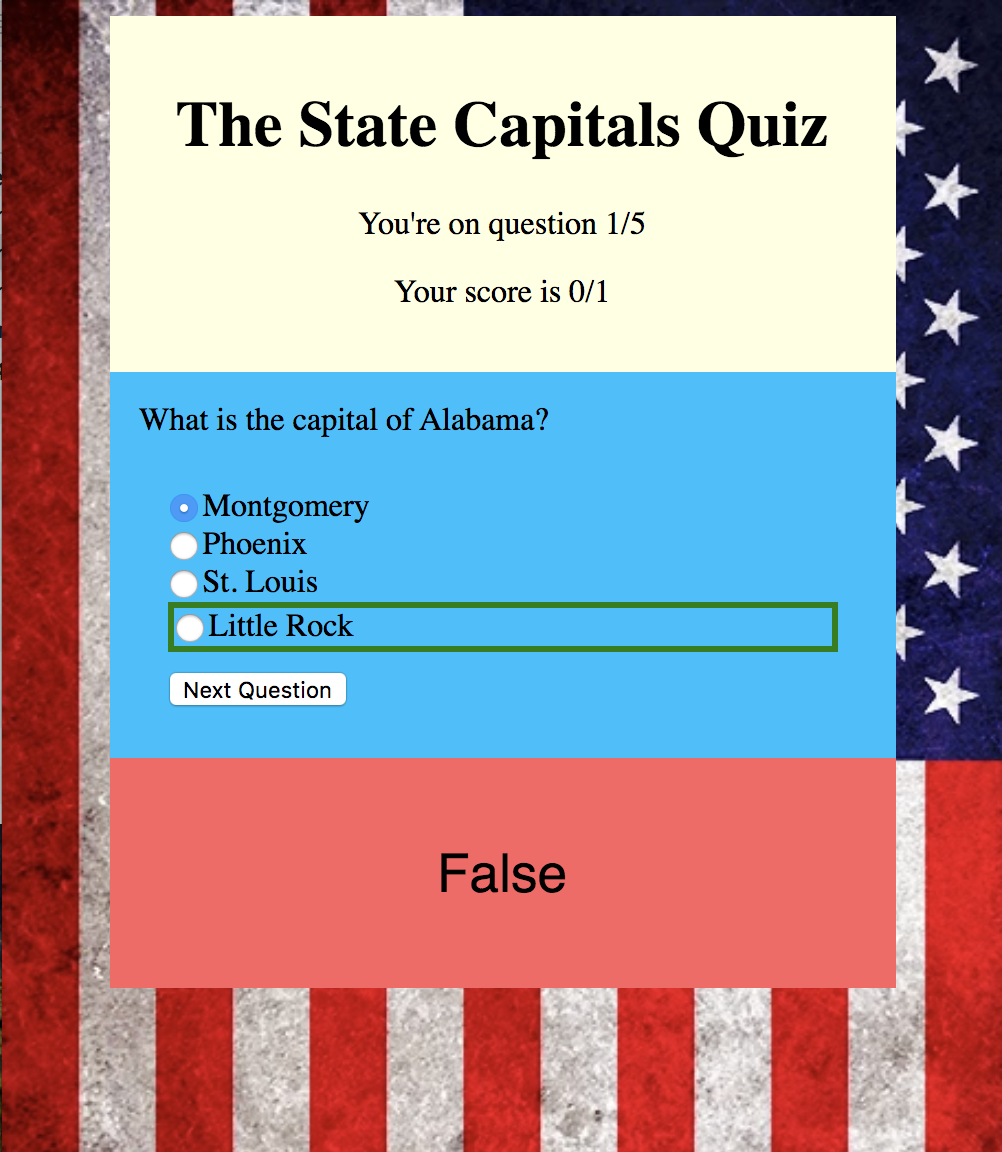 The State Capitals Quiz
You're on question 1/5
Your score is 0/1
What is the capital of Alabama?
Montgomery
Phoenix
St. Louis
Little Rock
Next Question
False